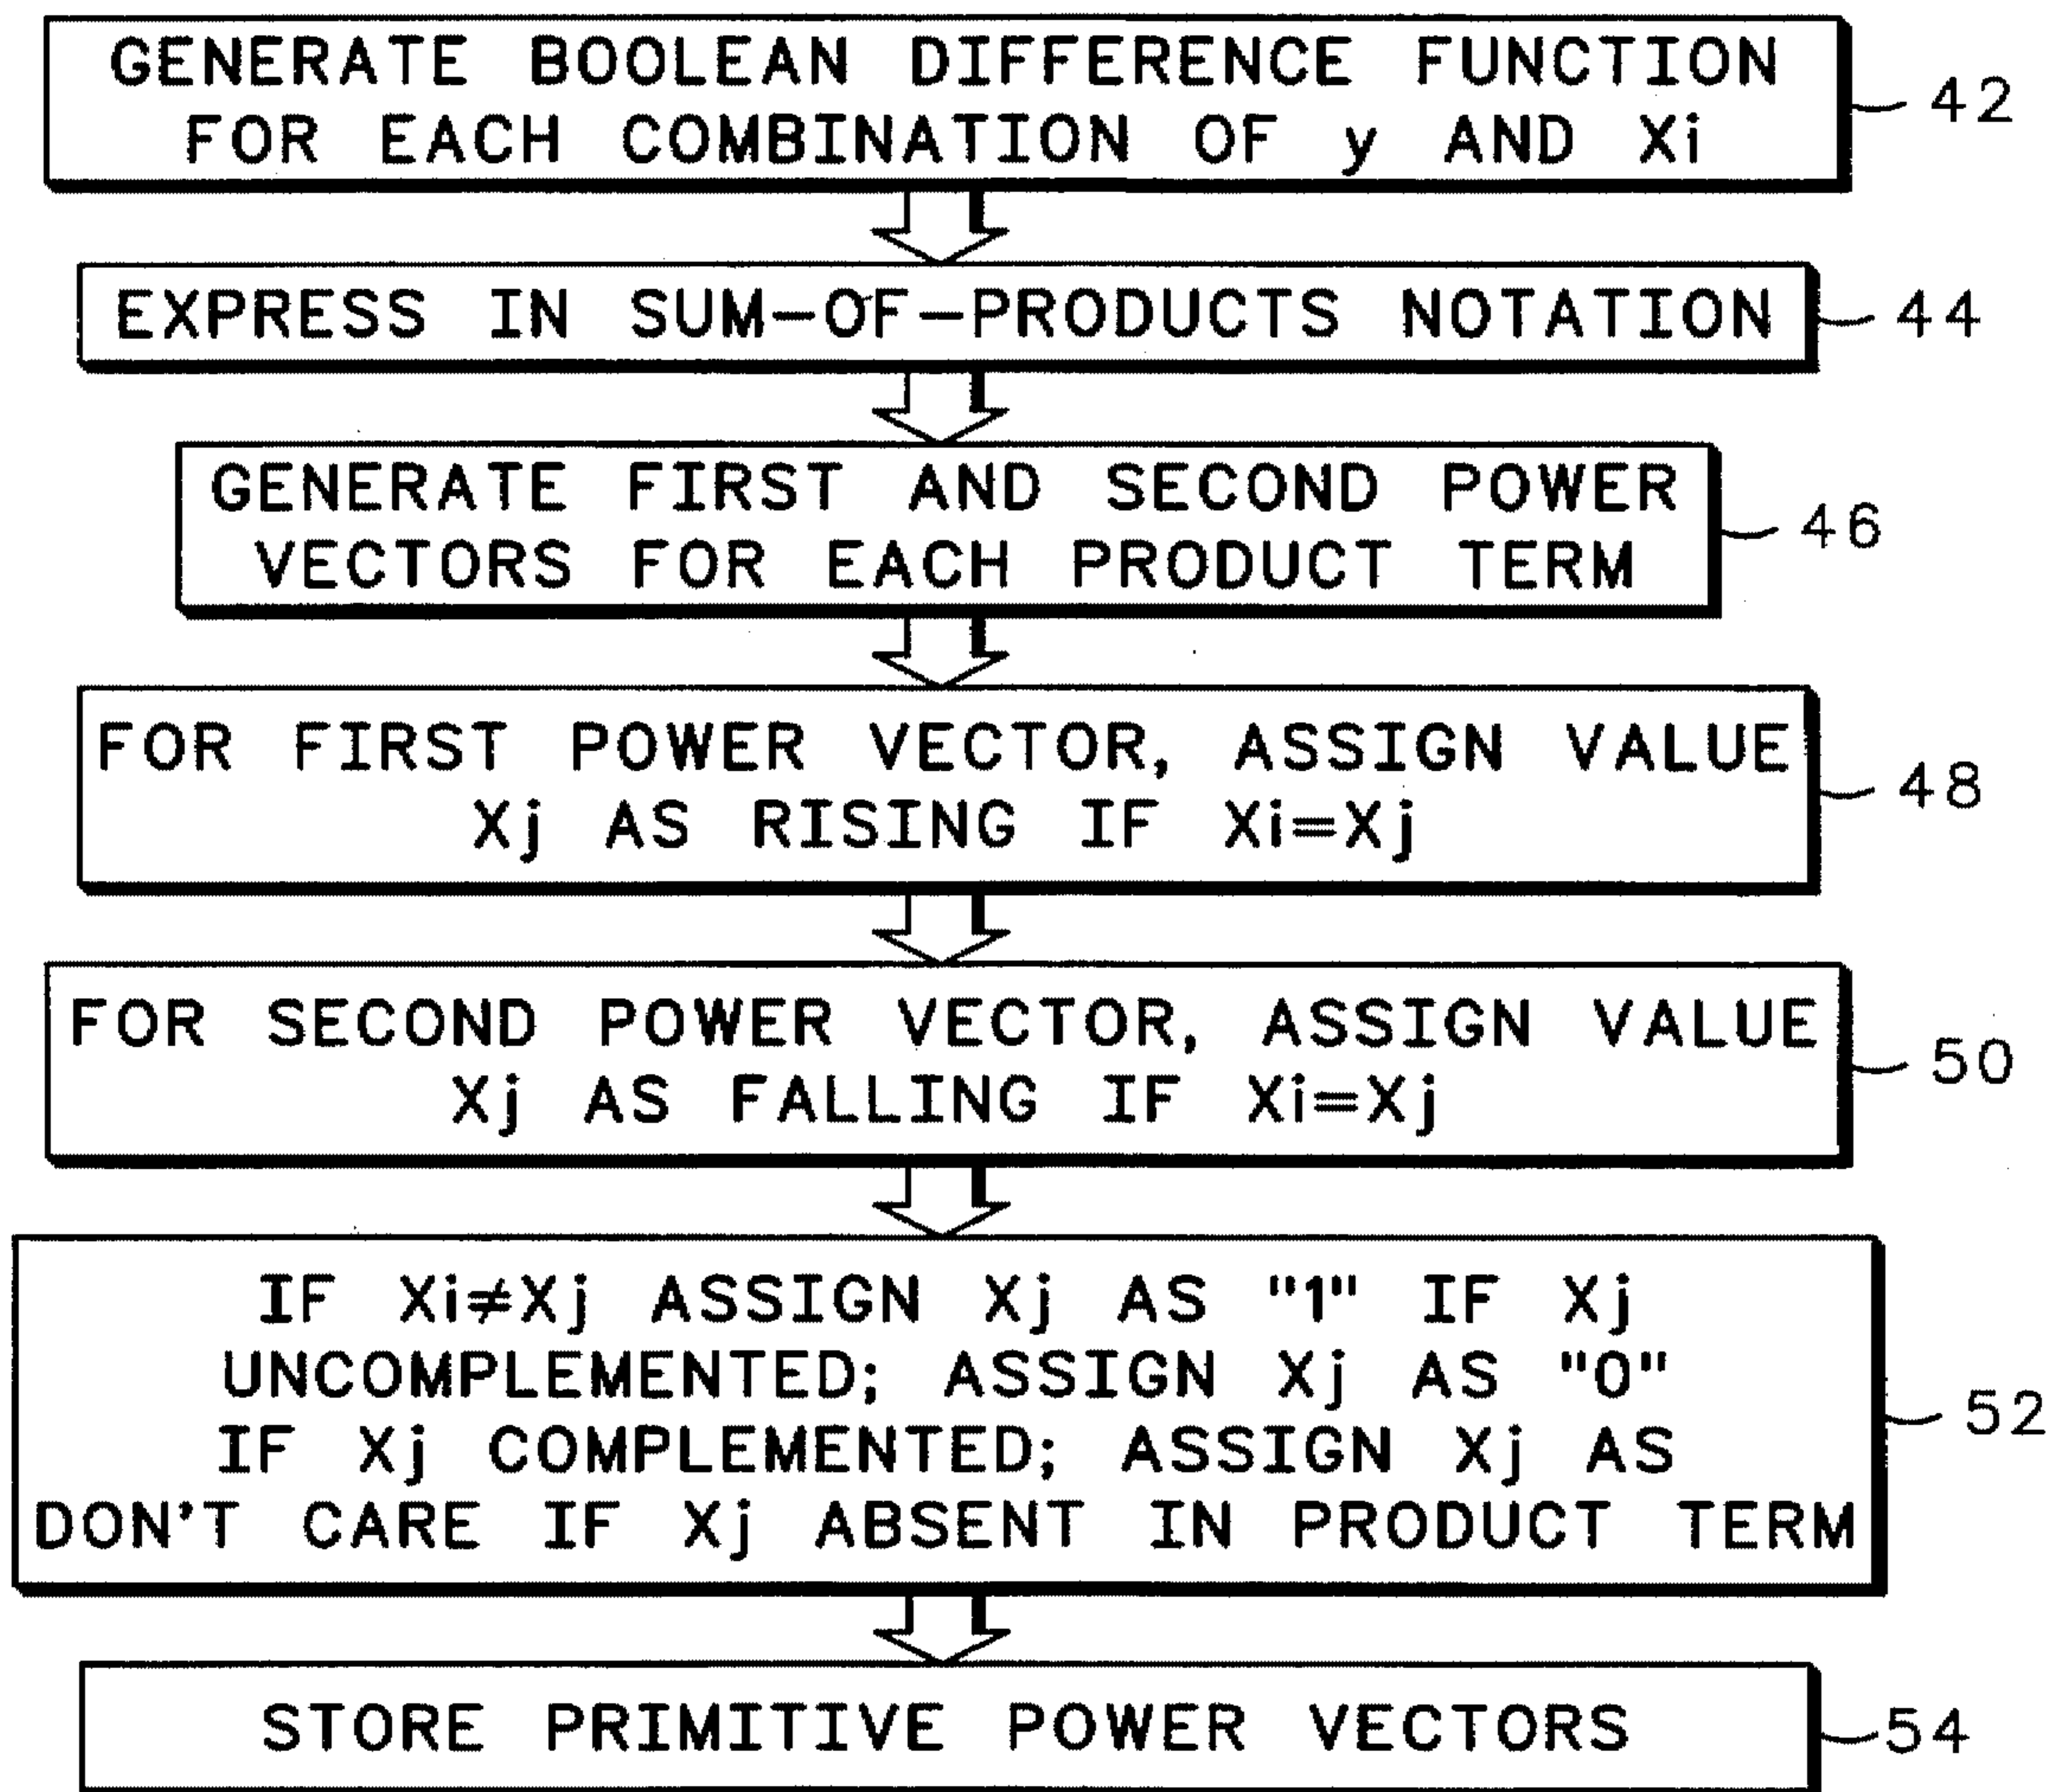 GENERATE BOOLEAN DIFFERENCE FUNCTION
FOR EACH COMBINATION OF y AND Xi
42
EXPRESS IN SUM-OF-PRODUCTS NOTATION
44
GENERATE FIRST AND SECOND POWER
VECTORS FOR EACH PRODUCT TERM
46
FOR FIRST POWER VECTOR, ASSIGN VALUE
Xj AS RISING IF Xi=Xj
48
FOR SECOND POWER VECTOR, ASSIGN VALUE
Xj AS FALLING IF Xi=Xj
50
IF Xi≠Xj ASSIGN Xj AS "1" IF Xj
UNCOMPLEMENTED; ASSIGN Xj AS "0"
IF Xj COMPLEMENTED; ASSIGN Xj AS
DON'T CARE IF Xj ABSENT IN PRODUCT TERM
52
STORE PRIMITIVE POWER VECTORS
54